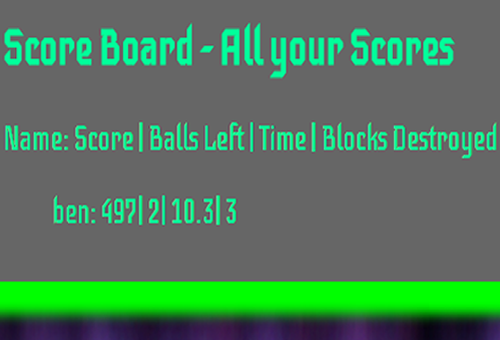 Score Board - All your Scores
Name: Score | Balls Left | Time | Blocks Destroyed
ben: 497| 2| 10.3| 3